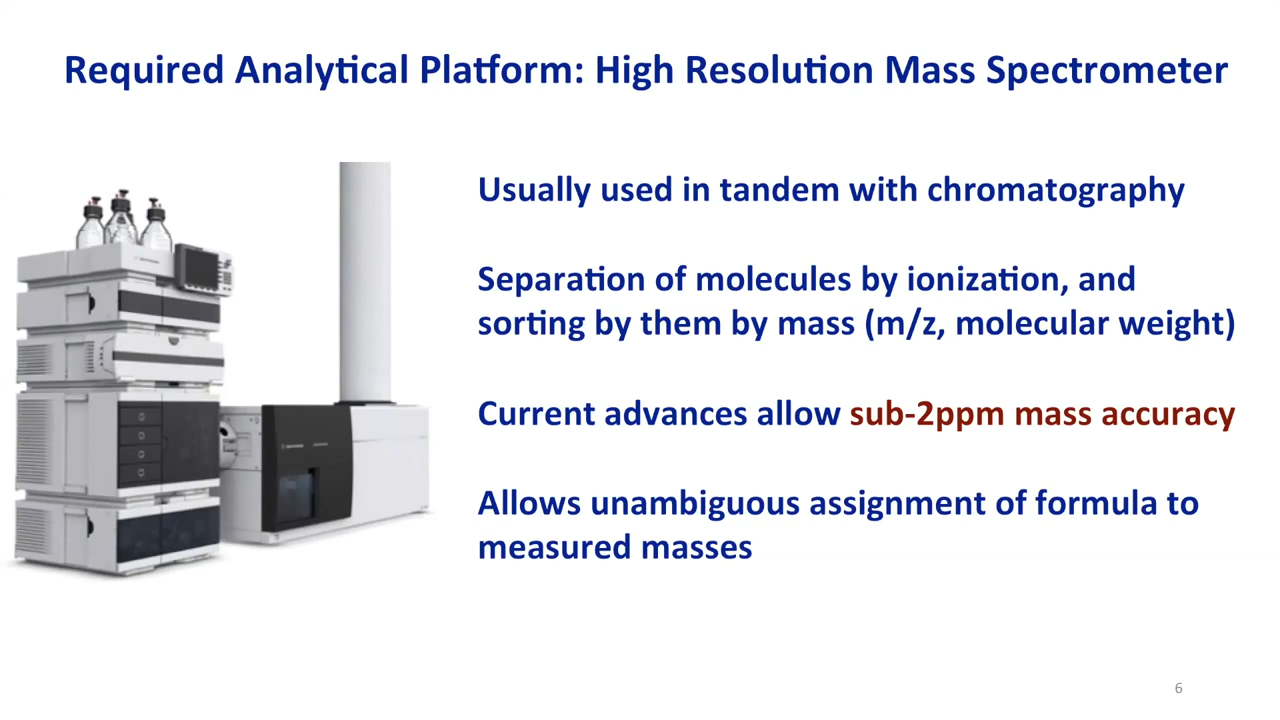 Required Analytical Platform: High Resolution Mass Spectrometer
Usually used in tandem with chromatography
Separation of molecules by ionization, and
sorting by them by mass (m/z, molecular weight)
Current advances allow sub-2ppm mass accuracy
Allows unambiguous assignment of formula to
measured masses
6